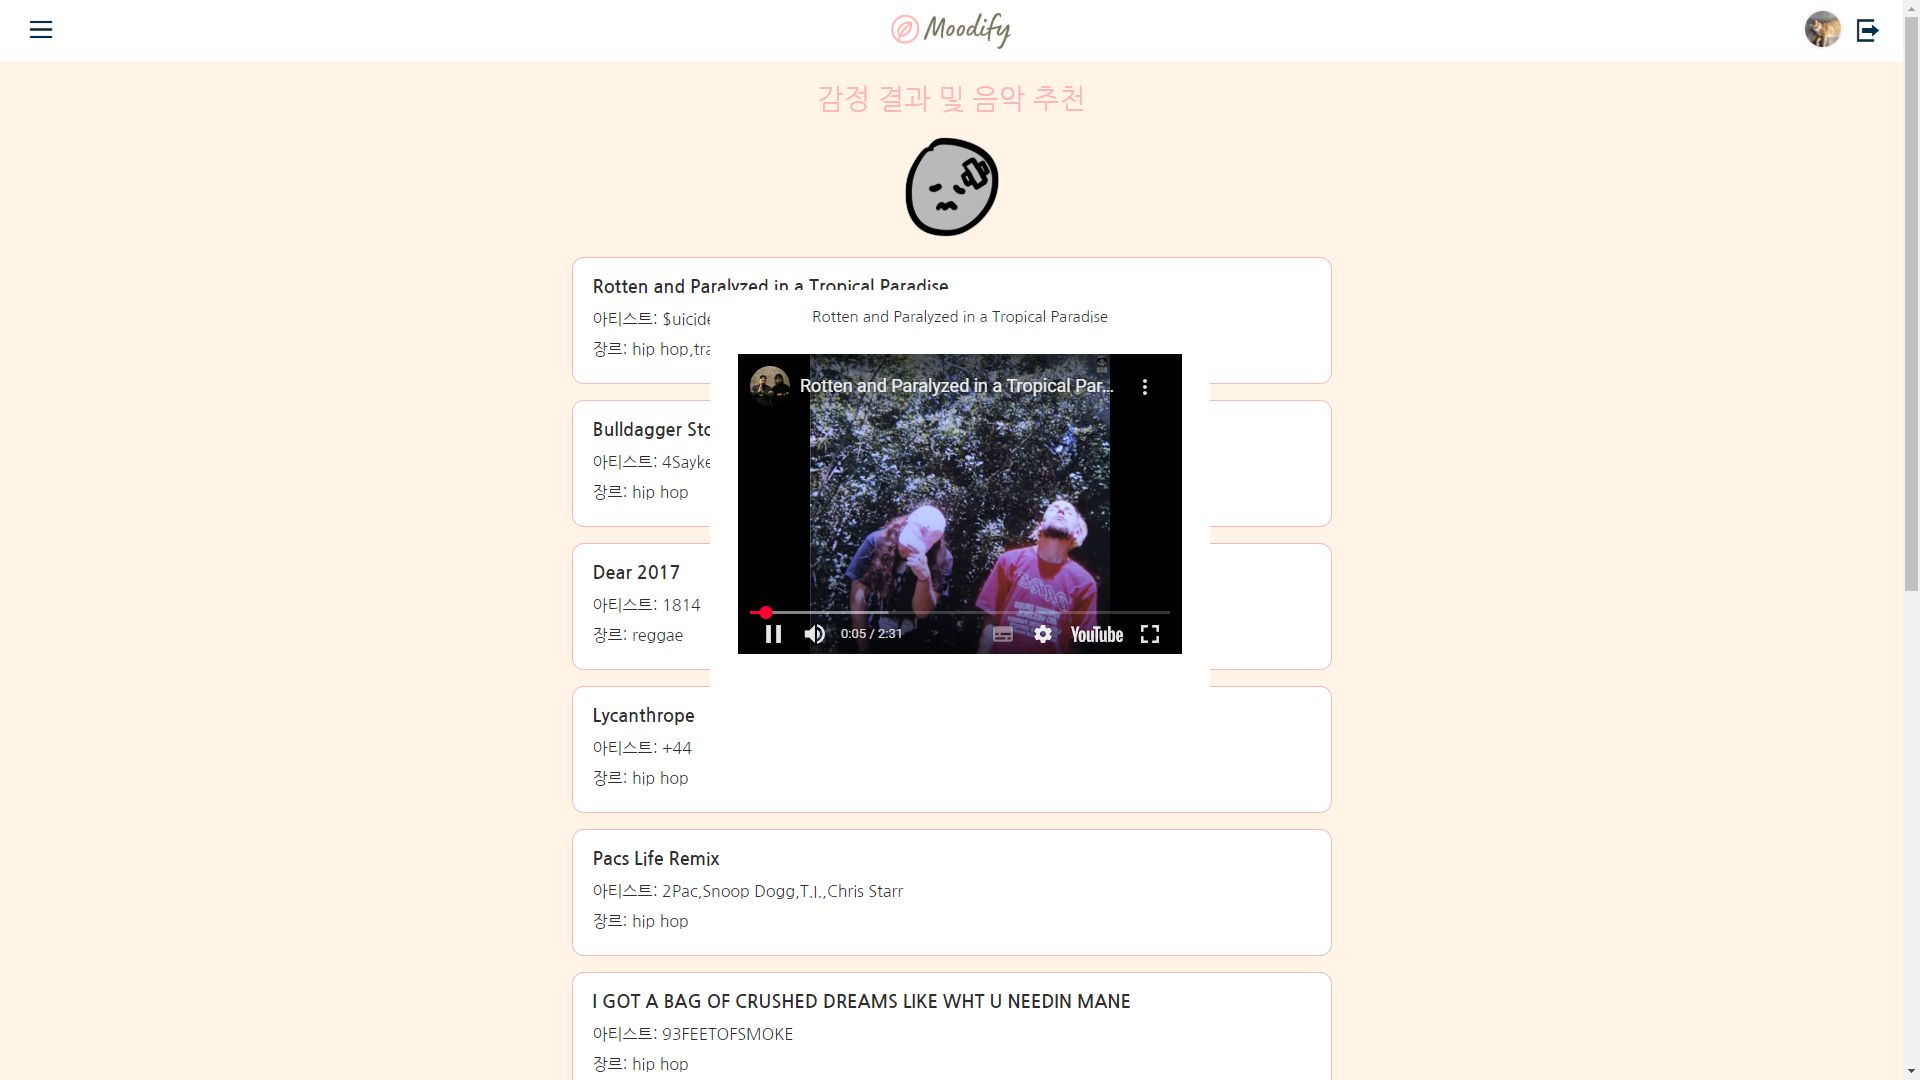 Moodify
감정 결과 및 음악 추천
Rotten and Paralyzed in a Tropical Paradise
아티스트: $uicide
장르: hip hop,tra
Rotten and Paralyzed in a Tropical Paradise
Rotten and Paralyzed in a Tropical Par...
0:05 / 2:31
YouTube
Bulldagger Sto
아티스트: 4Sayke
장르: hip hop
Dear 2017
아티스트: 1814
장르: reggae
Lycanthrope
아티스트: +44
장르: hip hop
Pacs Life Remix
아티스트: 2Pac,Snoop Dogg,T.I.,Chris Starr
장르: hip hop
I GOT A BAG OF CRUSHED DREAMS LIKE WHT U NEEDIN MANE
아티스트: 93FEETOFSMOKE
장르: hip hop